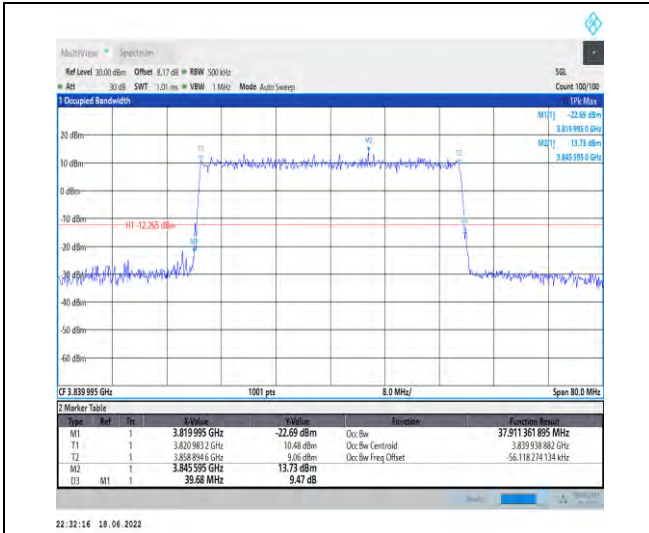 MultiView Spectrum
Ref Level 30.00 dBm Offset 8.17 dB RBW 500 kHz SGL
Att 30 dB SWT 1.01 ms VBW 1 MHz Mode Auto Sweep Count 100/100
1 Occupied Bandwidth 1Pk Max
M1[1] -22.69 dBm
3.819 995 0 GHz
M2[1] 13.73 dBm
3.845 595 0 GHz
20 dBm
M2
T1 T2
10 dBm
0 dBm
-10 dBm
H1 -12.265 dBm
-20 dBm
M1
-30 dBm
-40 dBm
-50 dBm
-60 dBm
CF 3.839 995 GHz 1001 pts 8.0 MHz/ Span 80.0 MHz
2 Marker Table
Type Ref Trc X-Value Y-Value Function Function Result
M1 1 3.819 995 GHz -22.69 dBm Occ Bw 37.911 361 895 MHz
T1 1 3.820 983 2 GHz 10.48 dBm Occ Bw Centroid 3.839 938 882 GHz
T2 1 3.858 894 6 GHz 9.06 dBm Occ Bw Freq Offset -56.118 274 134 kHz
M2 1 3.845 595 GHz 13.73 dBm
D3 M1 1 39.68 MHz 9.47 dB
22:32:16 18.06.2022